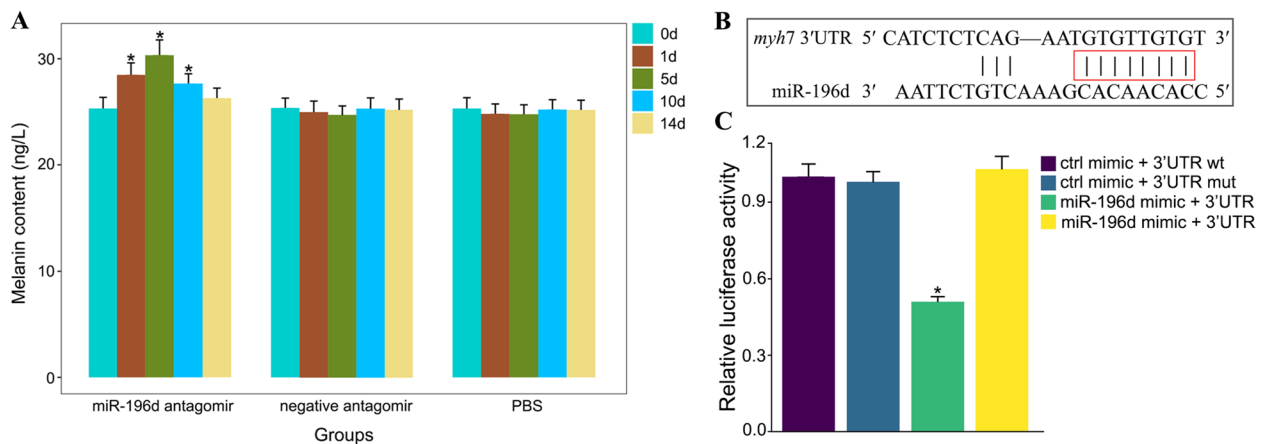 A
Melanin content (ng/L)
30
20
10
0
miR-196d antagomir
negative antagomir
PBS
Groups
0d
1d
5d
10d
14d
*
*
*
B
myh7 3'UTR 5' CATCTCTCAG—AATGTGTTGTGT 3'
miR-196d 3' AATTCTGTCAAAGCACAACACC 5'
C
Relative luciferase activity
1.2
0.9
0.6
0.3
0.0
*
ctrl mimic + 3'UTR wt
ctrl mimic + 3'UTR mut
miR-196d mimic + 3'UTR
miR-196d mimic + 3'UTR